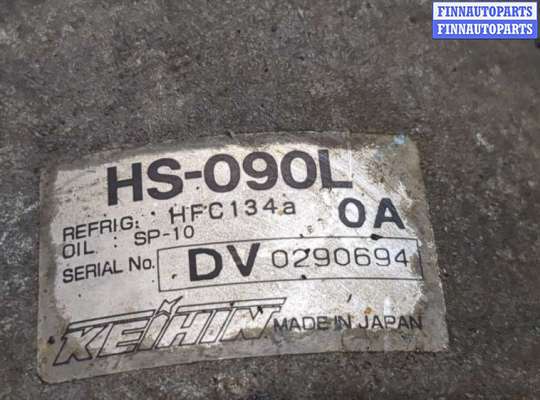 FINNAUTOPARTS
FINNAUTOPARTS
HS-090L
REFRIG: HFC134a 0A
OIL : SP-10
SERIAL No. DV 0290694
KEIHIN MADE IN JAPAN